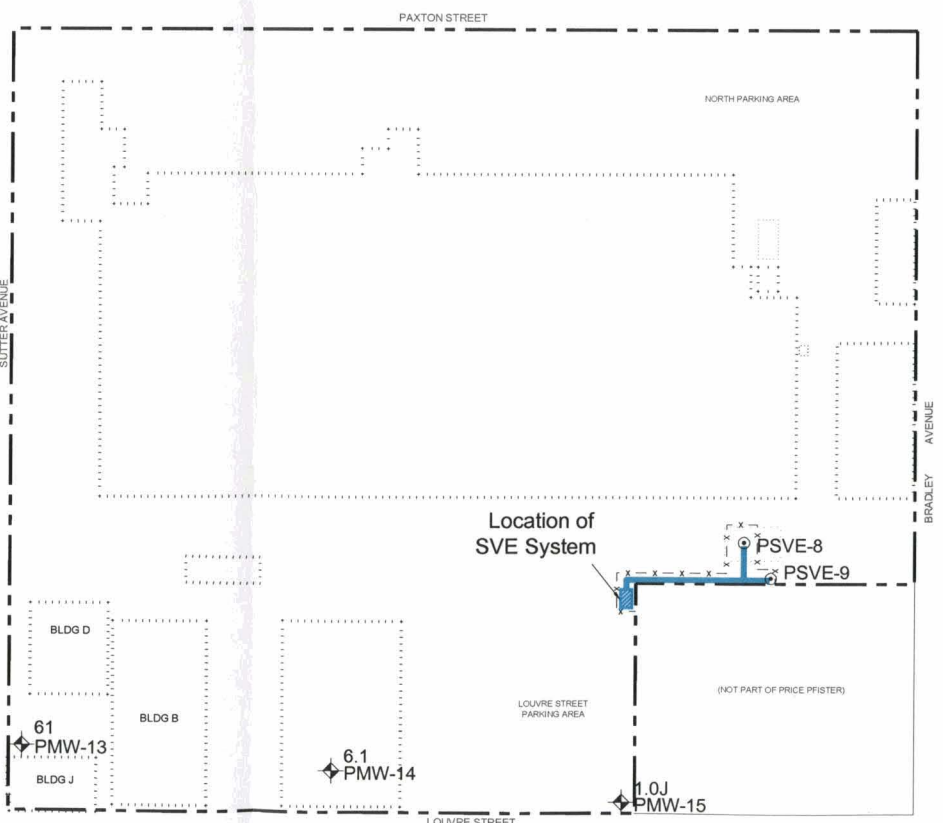 PAXTON STREET
NORTH PARKING AREA
SUTTER AVENUE
BRADLEY AVENUE
Location of
SVE System
PSVE-8
PSVE-9
BLDG D
BLDG B
(NOT PART OF PRICE PFISTER)
LOUVRE STREET
PARKING AREA
61
PMW-13
BLDG J
6.1
PMW-14
1.0J
PMW-15
LOUVRE STREET